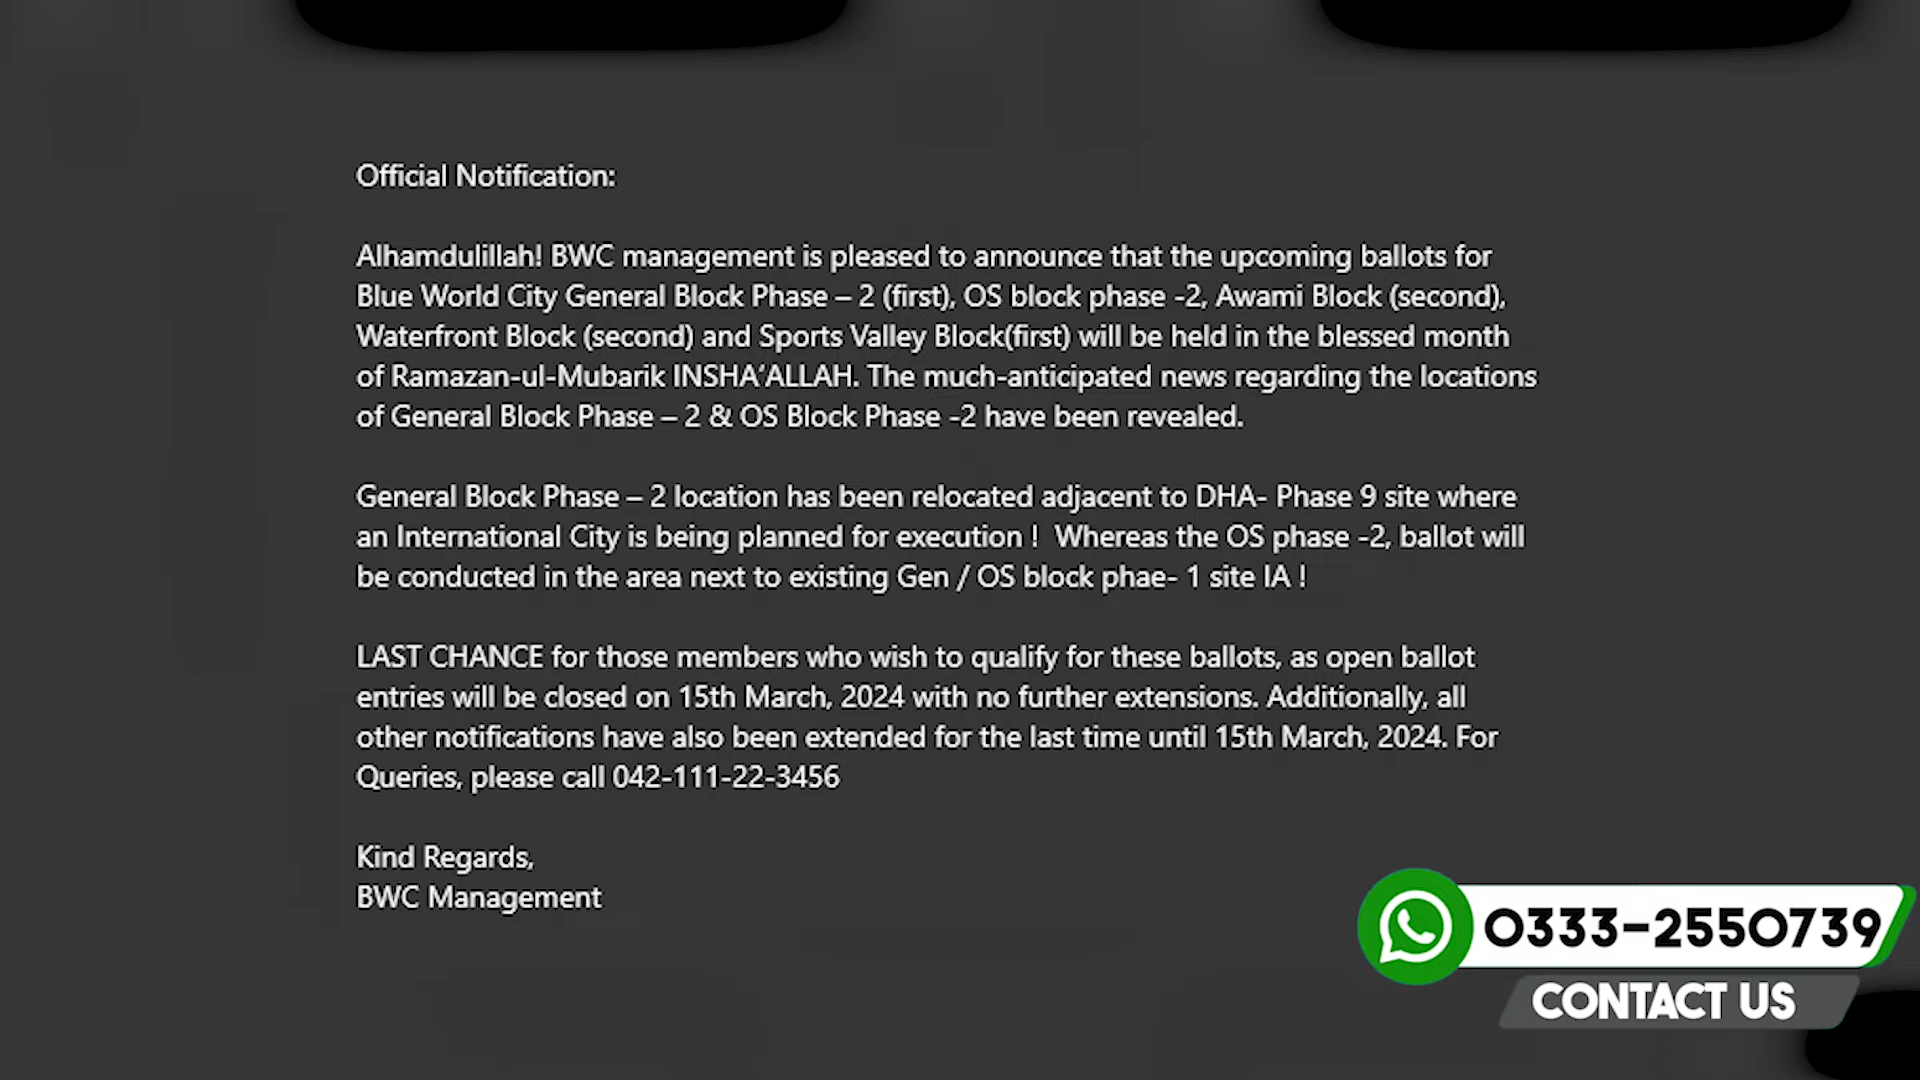 Official Notification:
Alhamdulillah! BWC management is pleased to announce that the upcoming ballots for
Blue World City General Block Phase – 2 (first), OS block phase -2, Awami Block (second),
Waterfront Block (second) and Sports Valley Block(first) will be held in the blessed month
of Ramazan-ul-Mubarik INSHA’ALLAH. The much-anticipated news regarding the locations
of General Block Phase – 2 & OS Block Phase -2 have been revealed.
General Block Phase – 2 location has been relocated adjacent to DHA- Phase 9 site where
an International City is being planned for execution !  Whereas the OS phase -2, ballot will
be conducted in the area next to existing Gen / OS block phae- 1 site IA !
LAST CHANCE for those members who wish to qualify for these ballots, as open ballot
entries will be closed on 15th March, 2024 with no further extensions. Additionally, all
other notifications have also been extended for the last time until 15th March, 2024. For
Queries, please call 042-111-22-3456
Kind Regards,
BWC Management
0333-2550739
CONTACT US